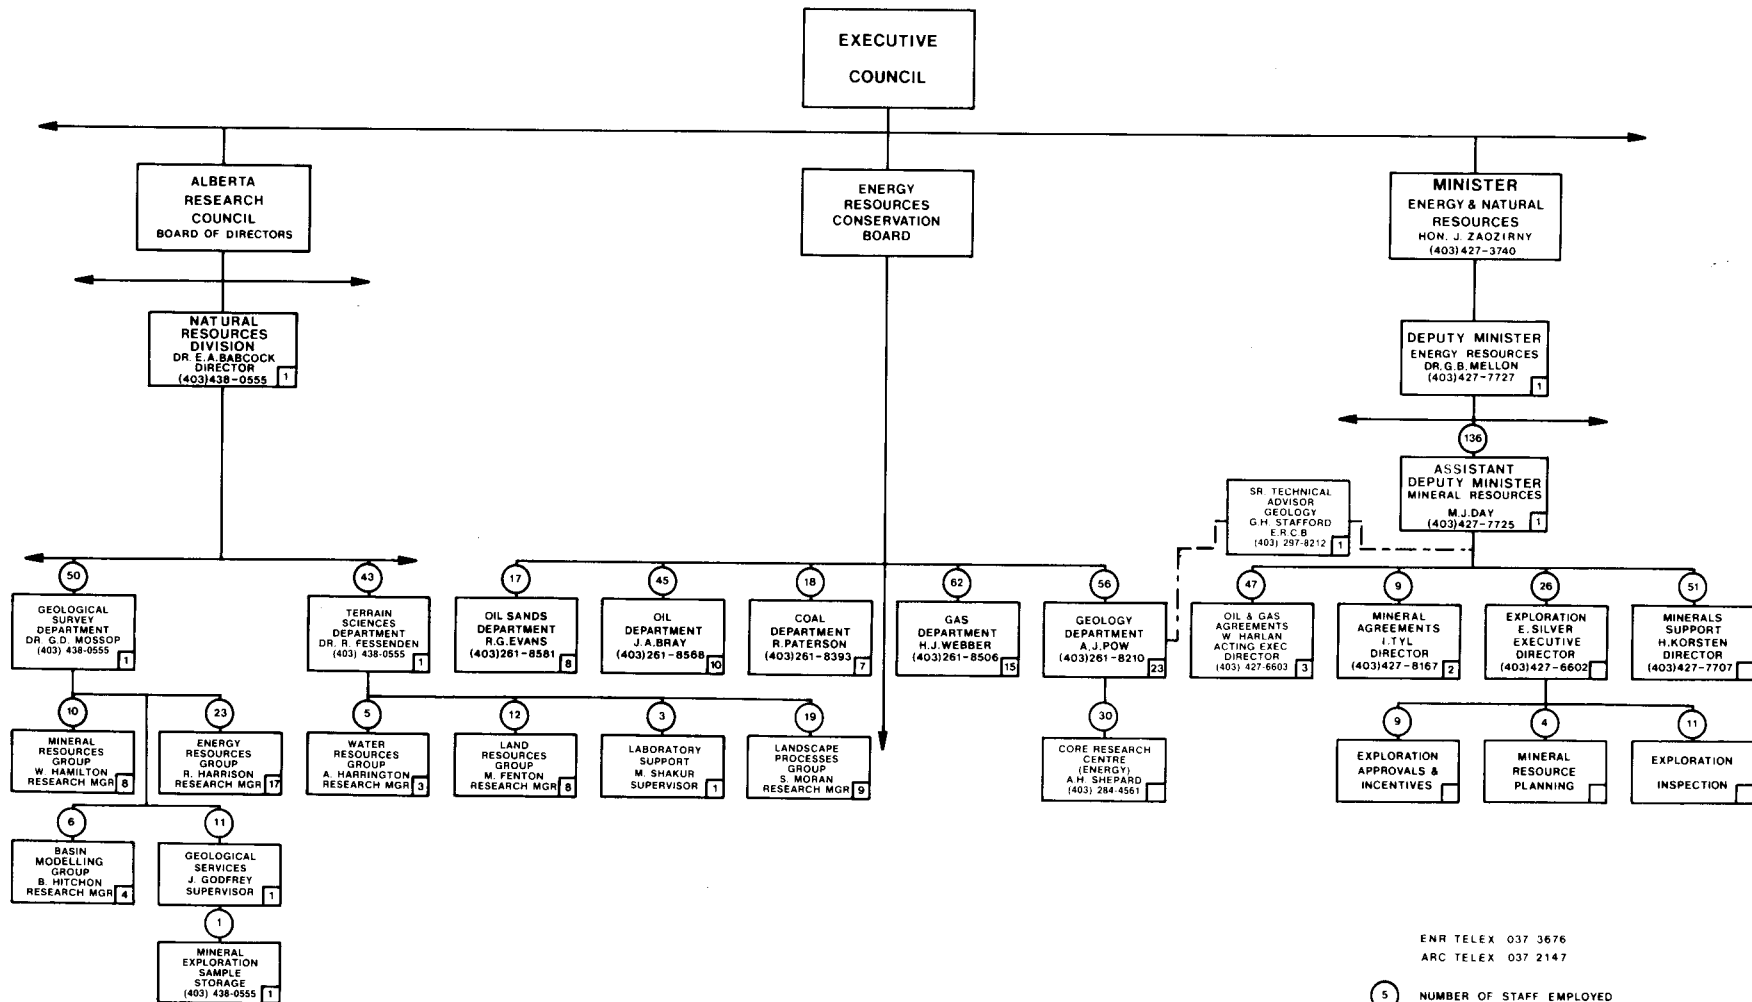 EXECUTIVE
COUNCIL
ALBERTA
RESEARCH
COUNCIL
BOARD OF DIRECTORS
ENERGY
RESOURCES
CONSERVATION
BOARD
MINISTER
ENERGY & NATURAL
RESOURCES
HON. J. ZAOZIRNY
(403)427-3740
NATURAL
RESOURCES
DIVISION
DR. E.A.BABCOCK
DIRECTOR
(403)438-0555
1
DEPUTY MINISTER
ENERGY RESOURCES
DR.G.B.MELLON
(403)427-7727
1
136
ASSISTANT
DEPUTY MINISTER
MINERAL RESOURCES
M.J.DAY
(403)427-7725
1
SR. TECHNICAL
ADVISOR
GEOLOGY
G.H. STAFFORD
E.R.C.B
(403) 297-8212
1
50
GEOLOGICAL
SURVEY
DEPARTMENT
DR. G.D. MOSSOP
(403) 438-0555
1
43
TERRAIN
SCIENCES
DEPARTMENT
DR. R. FESSENDEN
(403) 438-0555
1
17
OIL SANDS
DEPARTMENT
R.G.EVANS
(403)261-8581
8
45
OIL
DEPARTMENT
J.A.BRAY
(403)261-8568
10
18
COAL
DEPARTMENT
R.PATERSON
(403)261-8393
7
62
GAS
DEPARTMENT
H.J.WEBBER
(403)261-8506
15
56
GEOLOGY
DEPARTMENT
A.J.POW
(403)261-8210
23
47
OIL & GAS
AGREEMENTS
W HARLAN
ACTING EXEC
DIRECTOR
(403) 427-6603
3
9
MINERAL
AGREEMENTS
I.TYL
DIRECTOR
(403)427-8167
2
26
EXPLORATION
E.SILVER
EXECUTIVE
DIRECTOR
(403)427-6602
51
MINERALS
SUPPORT
H.KORSTEN
DIRECTOR
(403)427-7707
10
MINERAL
RESOURCES
GROUP
W. HAMILTON
RESEARCH MGR
8
23
ENERGY
RESOURCES
GROUP
R. HARRISON
RESEARCH MGR
17
5
WATER
RESOURCES
GROUP
A. HARRINGTON
RESEARCH MGR
3
12
LAND
RESOURCES
GROUP
M. FENTON
RESEARCH MGR
8
3
LABORATORY
SUPPORT
M. SHAKUR
SUPERVISOR
1
19
LANDSCAPE
PROCESSES
GROUP
S. MORAN
RESEARCH MGR
9
30
CORE RESEARCH
CENTRE
(ENERGY)
A.H. SHEPARD
(403) 284-4561
9
EXPLORATION
APPROVALS &
INCENTIVES
4
MINERAL
RESOURCE
PLANNING
11
EXPLORATION
INSPECTION
6
BASIN
MODELLING
GROUP
B. HITCHON
RESEARCH MGR
4
11
GEOLOGICAL
SERVICES
J. GODFREY
SUPERVISOR
1
1
MINERAL
EXPLORATION
SAMPLE
STORAGE
(403) 438-0555
1
ENR TELEX 037 3676
ARC TELEX 037 2147
5 NUMBER OF STAFF EMPLOYED